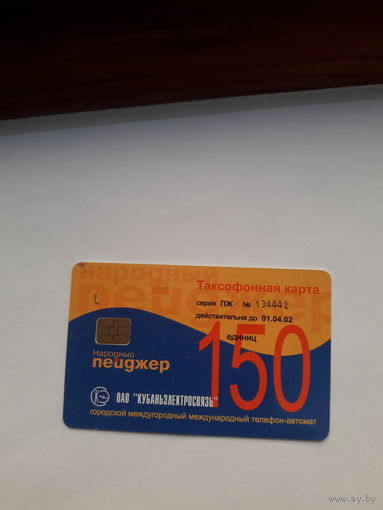 народный
пейджер
Таксофонная карта
серия ПЖ № 134442
действительна до 01.04.02
150
единиц
Народный
пейджер
ОАО "КУБАНЬЭЛЕКТРОСВЯЗЬ"
городской междугородный международный телефон-автомат
www.ay.by